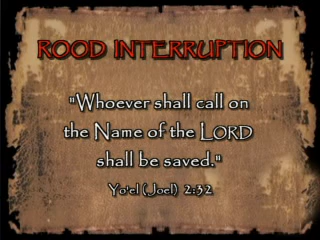 ROOD INTERRUPTION
"Whoever shall call on
the Name of the LORD
shall be saved."
Yo'el (Joel) 2:32